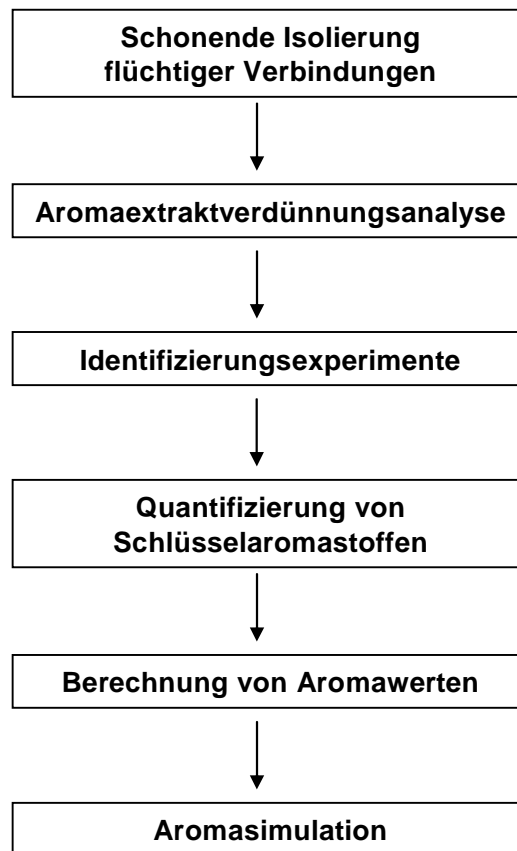 Schonende Isolierung
flüchtiger Verbindungen
Aromaextraktverdünnungsanalyse
Identifizierungsexperimente
Quantifizierung von
Schlüsselaromastoffen
Berechnung von Aromawerten
Aromasimulation